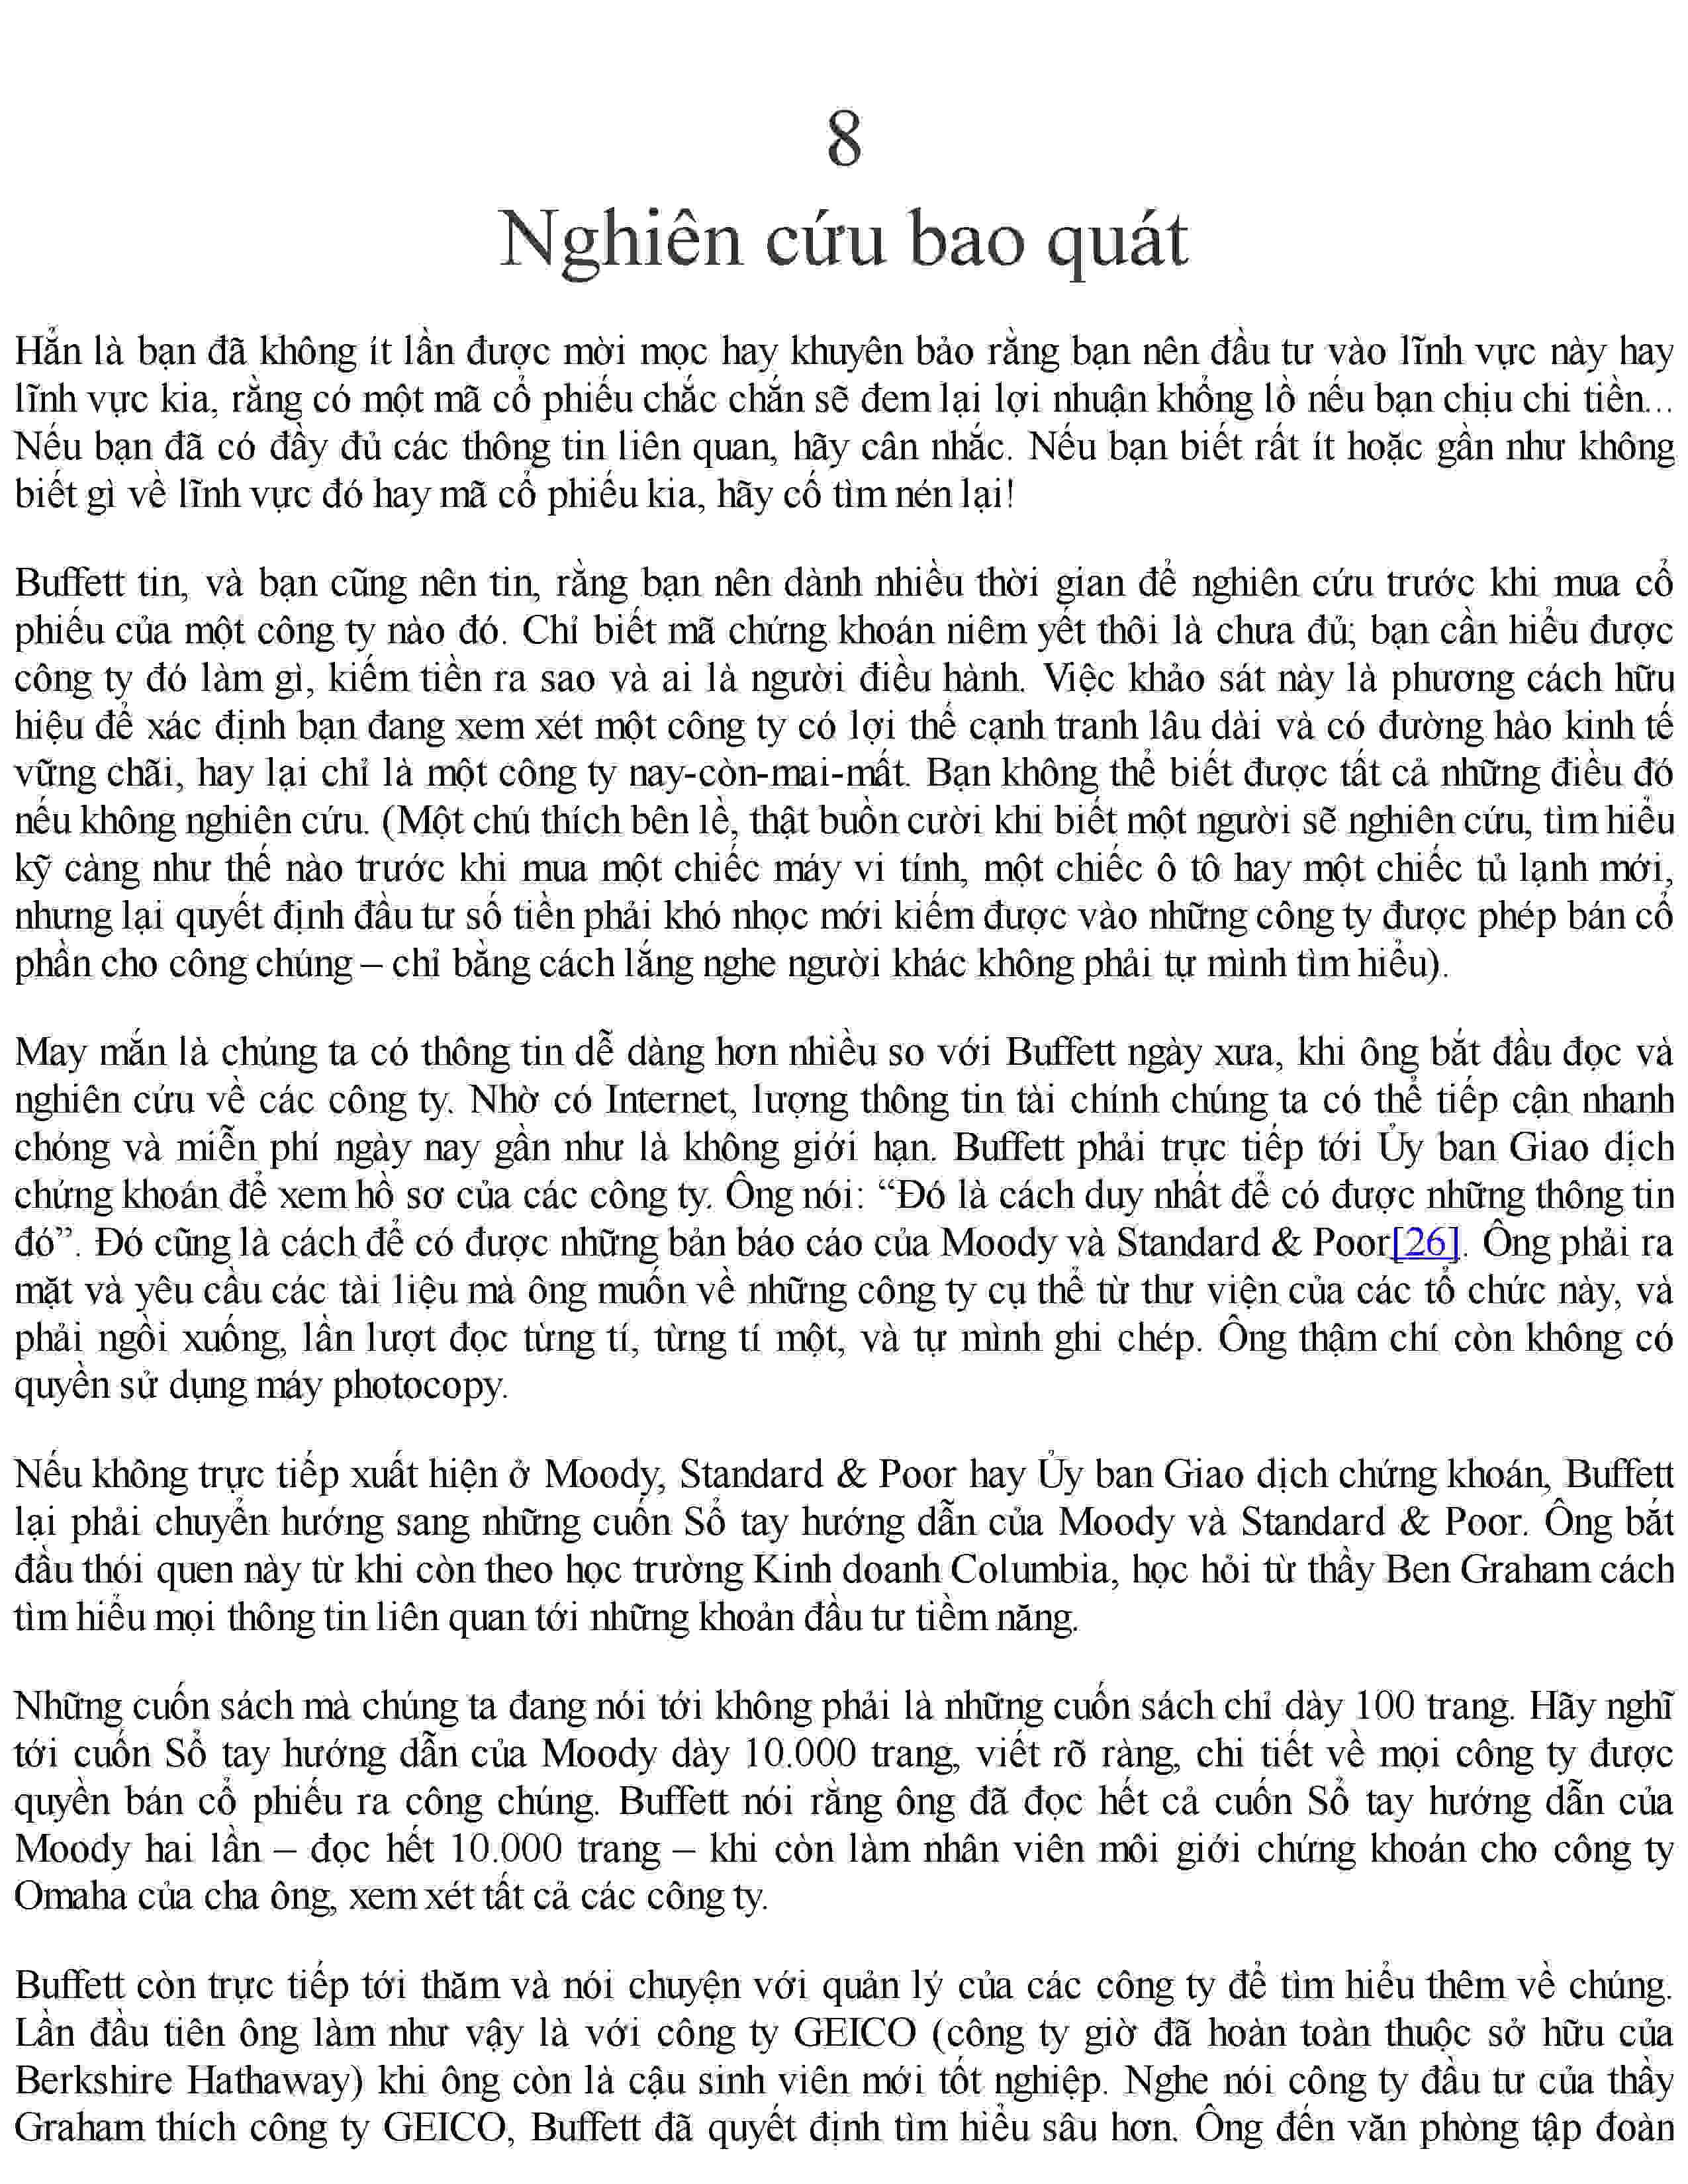 8
Nghiên cứu bao quát
Hẳn là bạn đã không ít lần được mời mọc hay khuyên bảo rằng bạn nên đầu tư vào lĩnh vực này hay
lĩnh vực kia, rằng có một mã cổ phiếu chắc chắn sẽ đem lại lợi nhuận khổng lồ nếu bạn chịu chi tiền...
Nếu bạn đã có đầy đủ các thông tin liên quan, hãy cân nhắc. Nếu bạn biết rất ít hoặc gần như không
biết gì về lĩnh vực đó hay mã cổ phiếu kia, hãy cố tìm nén lại!
Buffett tin, và bạn cũng nên tin, rằng bạn nên dành nhiều thời gian để nghiên cứu trước khi mua cổ
phiếu của một công ty nào đó. Chỉ biết mã chứng khoán niêm yết thôi là chưa đủ; bạn cần hiểu được
công ty đó làm gì, kiếm tiền ra sao và ai là người điều hành. Việc khảo sát này là phương cách hữu
hiệu để xác định bạn đang xem xét một công ty có lợi thế cạnh tranh lâu dài và có đường hào kinh tế
vững chãi, hay lại chỉ là một công ty nay-còn-mai-mất. Bạn không thể biết được tất cả những điều đó
nếu không nghiên cứu. (Một chú thích bên lề, thật buồn cười khi biết một người sẽ nghiên cứu, tìm hiểu
kỹ càng như thế nào trước khi mua một chiếc máy vi tính, một chiếc ô tô hay một chiếc tủ lạnh mới,
nhưng lại quyết định đầu tư số tiền phải khó nhọc mới kiếm được vào những công ty được phép bán cổ
phần cho công chúng – chỉ bằng cách lắng nghe người khác không phải tự mình tìm hiểu).
May mắn là chúng ta có thông tin dễ dàng hơn nhiều so với Buffett ngày xưa, khi ông bắt đầu đọc và
nghiên cứu về các công ty. Nhờ có Internet, lượng thông tin tài chính chúng ta có thể tiếp cận nhanh
chóng và miễn phí ngày nay gần như là không giới hạn. Buffett phải trực tiếp tới Ủy ban Giao dịch
chứng khoán để xem hồ sơ của các công ty. Ông nói: “Đó là cách duy nhất để có được những thông tin
đó”. Đó cũng là cách để có được những bản báo cáo của Moody và Standard & Poor[26]. Ông phải ra
mặt và yêu cầu các tài liệu mà ông muốn về những công ty cụ thể từ thư viện của các tổ chức này, và
phải ngồi xuống, lần lượt đọc từng tí, từng tí một, và tự mình ghi chép. Ông thậm chí còn không có
quyền sử dụng máy photocopy.
Nếu không trực tiếp xuất hiện ở Moody, Standard & Poor hay Ủy ban Giao dịch chứng khoán, Buffett
lại phải chuyển hướng sang những cuốn Sổ tay hướng dẫn của Moody và Standard & Poor. Ông bắt
đầu thói quen này từ khi còn theo học trường Kinh doanh Columbia, học hỏi từ thầy Ben Graham cách
tìm hiểu mọi thông tin liên quan tới những khoản đầu tư tiềm năng.
Những cuốn sách mà chúng ta đang nói tới không phải là những cuốn sách chỉ dày 100 trang. Hãy nghĩ
tới cuốn Sổ tay hướng dẫn của Moody dày 10.000 trang, viết rõ ràng, chi tiết về mọi công ty được
quyền bán cổ phiếu ra công chúng. Buffett nói rằng ông đã đọc hết cả cuốn Sổ tay hướng dẫn của
Moody hai lần – đọc hết 10.000 trang – khi còn làm nhân viên môi giới chứng khoán cho công ty
Omaha của cha ông, xem xét tất cả các công ty.
Buffett còn trực tiếp tới thăm và nói chuyện với quản lý của các công ty để tìm hiểu thêm về chúng.
Lần đầu tiên ông làm như vậy là với công ty GEICO (công ty giờ đã hoàn toàn thuộc sở hữu của
Berkshire Hathaway) khi ông còn là cậu sinh viên mới tốt nghiệp. Nghe nói công ty đầu tư của thầy
Graham thích công ty GEICO, Buffett đã quyết định tìm hiểu sâu hơn. Ông đến văn phòng tập đoàn